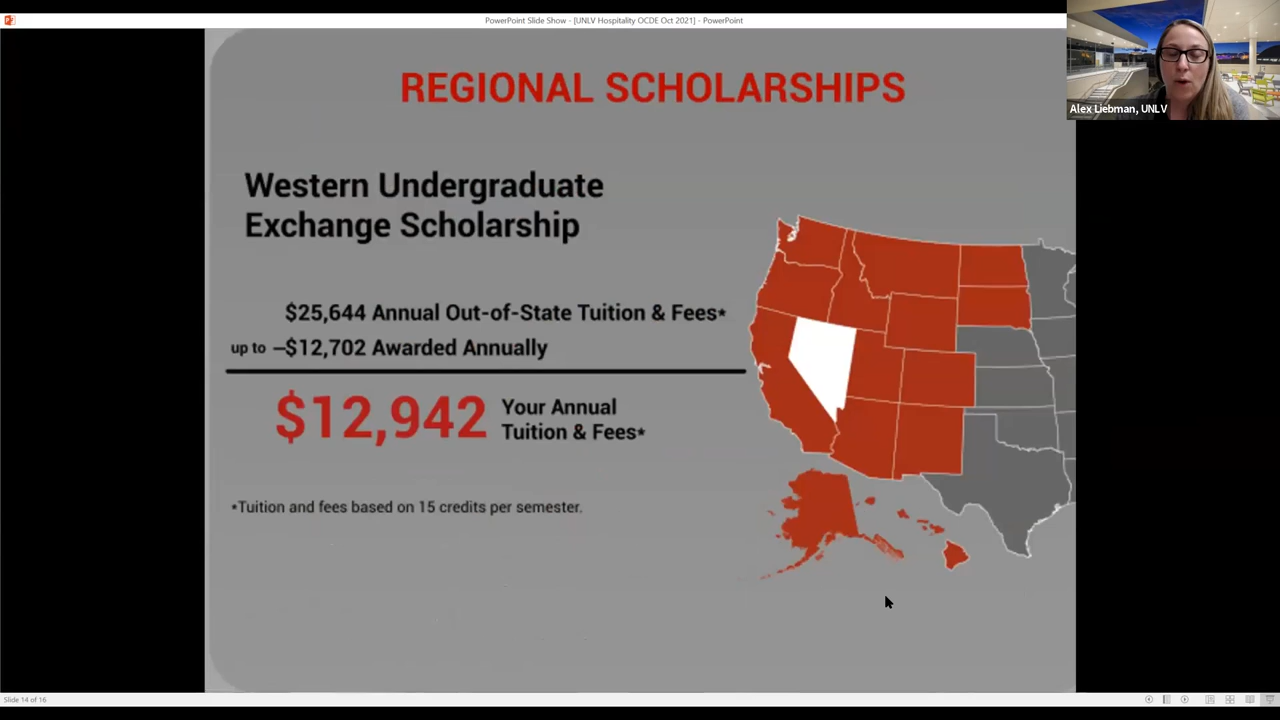 PowerPoint Slide Show - [UNLV Hospitality OCDE Oct 2021] - PowerPoint
Alex Liebman, UNLV
REGIONAL SCHOLARSHIPS
Western Undergraduate
Exchange Scholarship
$25,644 Annual Out-of-State Tuition & Fees*
up to –$12,702 Awarded Annually
$12,942 Your Annual
Tuition & Fees*
*Tuition and fees based on 15 credits per semester.
Slide 14 of 16